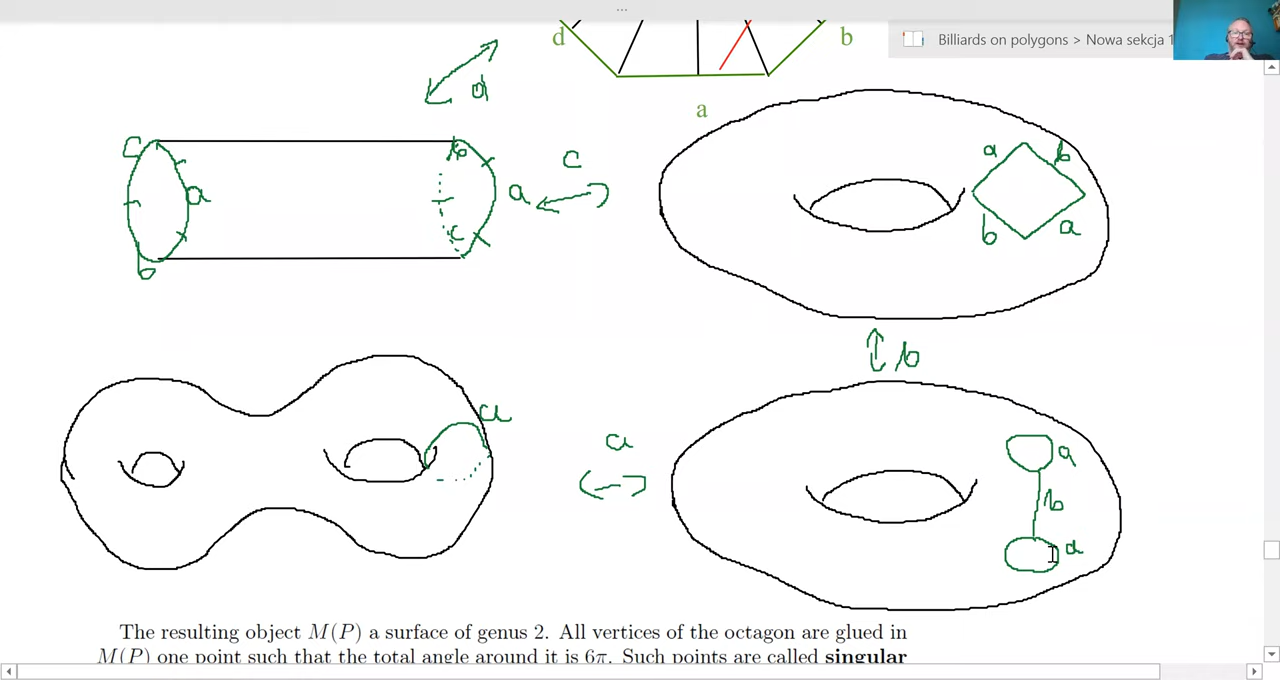 ...
Billiards on polygons > Nowa sekcja 1
d
b
a
d
c
b
c
a
a
a
b
c
b
b
a
b
a
a
a
b
a
The resulting object M(P) a surface of genus 2. All vertices of the octagon are glued in
M(P) one point such that the total angle around it is 6π. Such points are called singular